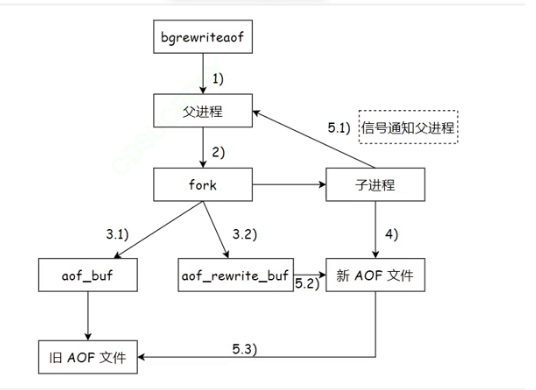 bgrewriteaof
1)
父进程
5.1)
信号通知父进程
2)
fork
子进程
3.1)
3.2)
4)
aof_buf
aof_rewrite_buf
5.2)
新 AOF 文件
5.3)
旧 AOF 文件